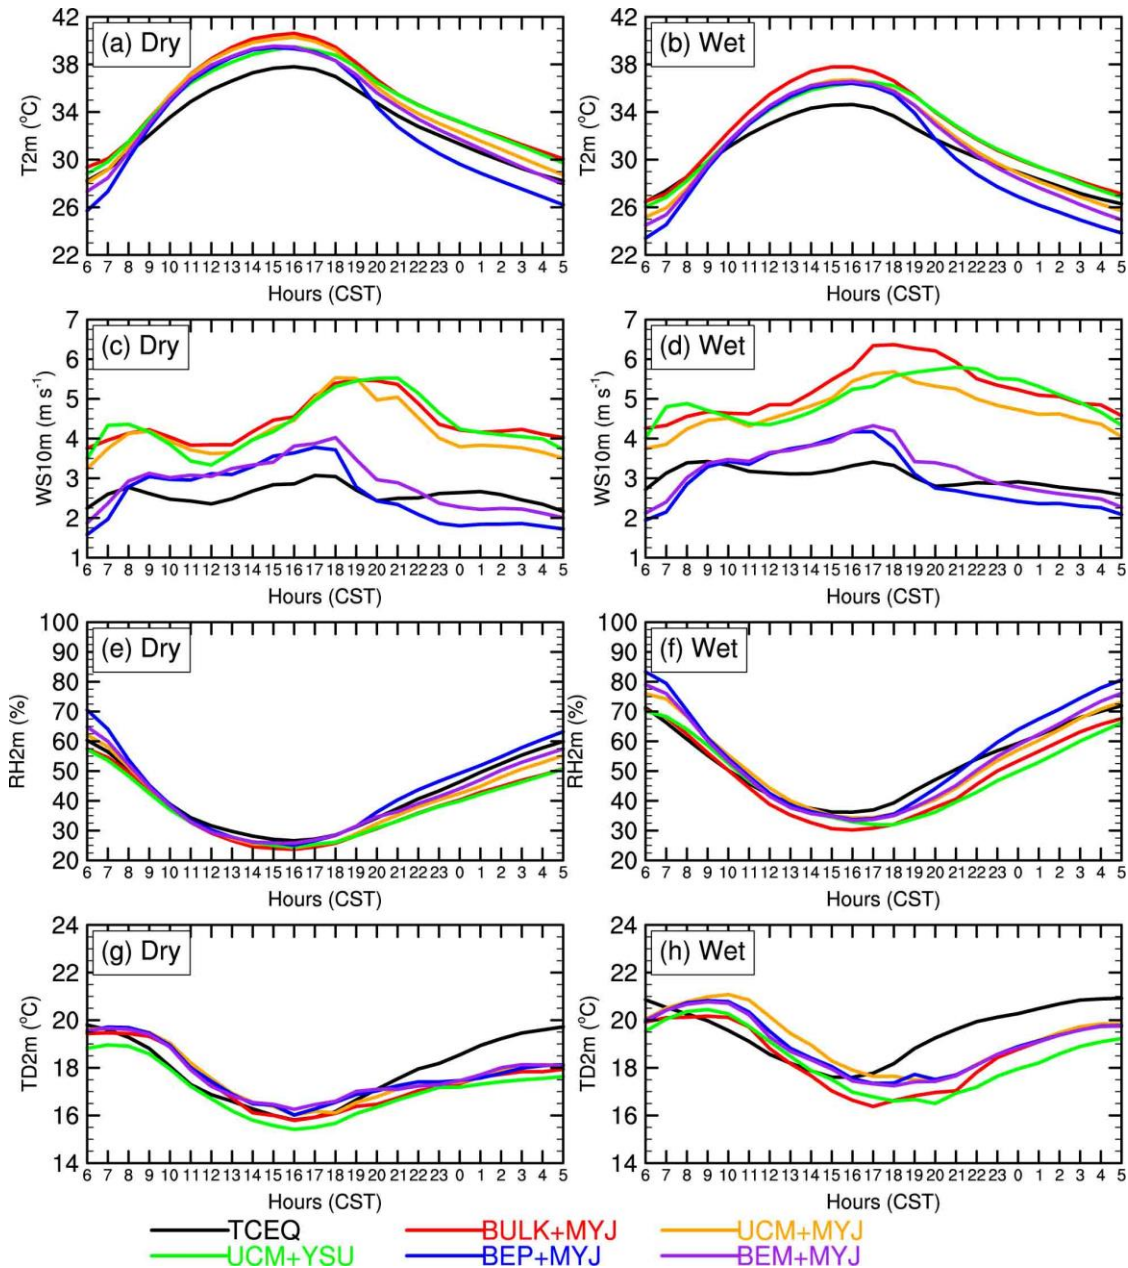 (a) Dry
T2m (°C)
42
38
34
30
26
22
6 7 8 9 10 11 12 13 14 15 16 17 18 19 20 21 22 23 0 1 2 3 4 5
Hours (CST)
(b) Wet
T2m (°C)
42
38
34
30
26
22
6 7 8 9 10 11 12 13 14 15 16 17 18 19 20 21 22 23 0 1 2 3 4 5
Hours (CST)
(c) Dry
WS10m (m s⁻¹)
7
6
5
4
3
2
1
6 7 8 9 10 11 12 13 14 15 16 17 18 19 20 21 22 23 0 1 2 3 4 5
Hours (CST)
(d) Wet
WS10m (m s⁻¹)
7
6
5
4
3
2
1
6 7 8 9 10 11 12 13 14 15 16 17 18 19 20 21 22 23 0 1 2 3 4 5
Hours (CST)
(e) Dry
RH2m (%)
100
90
80
70
60
50
40
30
20
6 7 8 9 10 11 12 13 14 15 16 17 18 19 20 21 22 23 0 1 2 3 4 5
Hours (CST)
(f) Wet
RH2m (%)
100
90
80
70
60
50
40
30
20
6 7 8 9 10 11 12 13 14 15 16 17 18 19 20 21 22 23 0 1 2 3 4 5
Hours (CST)
(g) Dry
TD2m (°C)
24
22
20
18
16
14
6 7 8 9 10 11 12 13 14 15 16 17 18 19 20 21 22 23 0 1 2 3 4 5
Hours (CST)
(h) Wet
TD2m (°C)
24
22
20
18
16
14
6 7 8 9 10 11 12 13 14 15 16 17 18 19 20 21 22 23 0 1 2 3 4 5
Hours (CST)
TCEQ BULK+MYJ UCM+MYJ
UCM+YSU BEP+MYJ BEM+MYJ